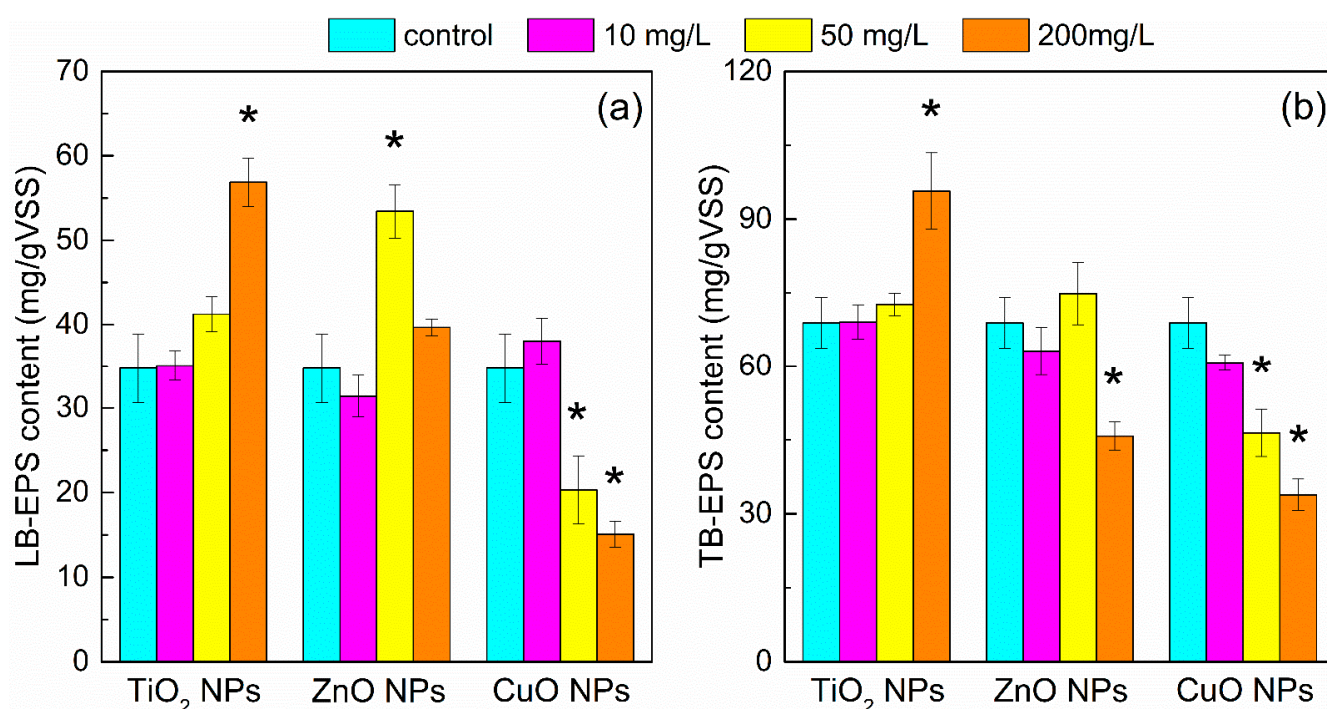 control 10 mg/L 50 mg/L 200mg/L
LB-EPS content (mg/gVSS)
70
60
50
40
30
20
10
0
(a)
* * * *
TiO₂ NPs ZnO NPs CuO NPs
TB-EPS content (mg/gVSS)
120
90
60
30
0
(b)
* * * *
TiO₂ NPs ZnO NPs CuO NPs